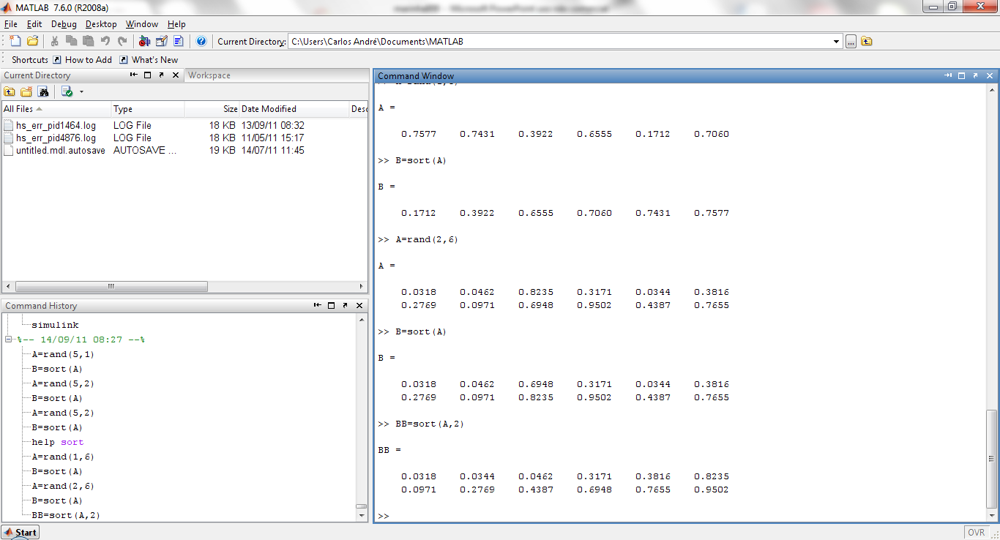 MATLAB 7.6.0 (R2008a)
File Edit Debug Desktop Window Help
Current Directory: C:\Users\Carlos André\Documents\MATLAB ...
Shortcuts How to Add What's New
Current Directory
Workspace
All Files Type Size Date Modified Desc
hs_err_pid1464.log LOG File 18 KB 13/09/11 08:32
hs_err_pid4876.log LOG File 18 KB 11/05/11 15:17
untitled.mdl.autosave AUTOSAVE ... 19 KB 14/07/11 11:45
Command History
simulink
%-- 14/09/11 08:27 --%
A=rand(5,1)
B=sort(A)
A=rand(5,2)
B=sort(A)
A=rand(5,2)
B=sort(A)
help sort
A=rand(1,6)
B=sort(A)
A=rand(2,6)
B=sort(A)
BB=sort(A,2)
Command Window
A =
0.7577 0.7431 0.3922 0.6555 0.1712 0.7060
>> B=sort(A)
B =
0.1712 0.3922 0.6555 0.7060 0.7431 0.7577
>> A=rand(2,6)
A =
0.0318 0.0462 0.8235 0.3171 0.0344 0.3816
0.2769 0.0971 0.6948 0.9502 0.4387 0.7655
>> B=sort(A)
B =
0.0318 0.0462 0.6948 0.3171 0.0344 0.3816
0.2769 0.0971 0.8235 0.9502 0.4387 0.7655
>> BB=sort(A,2)
BB =
0.0318 0.0344 0.0462 0.3171 0.3816 0.8235
0.0971 0.2769 0.4387 0.6948 0.7655 0.9502
>>
Start
OVR